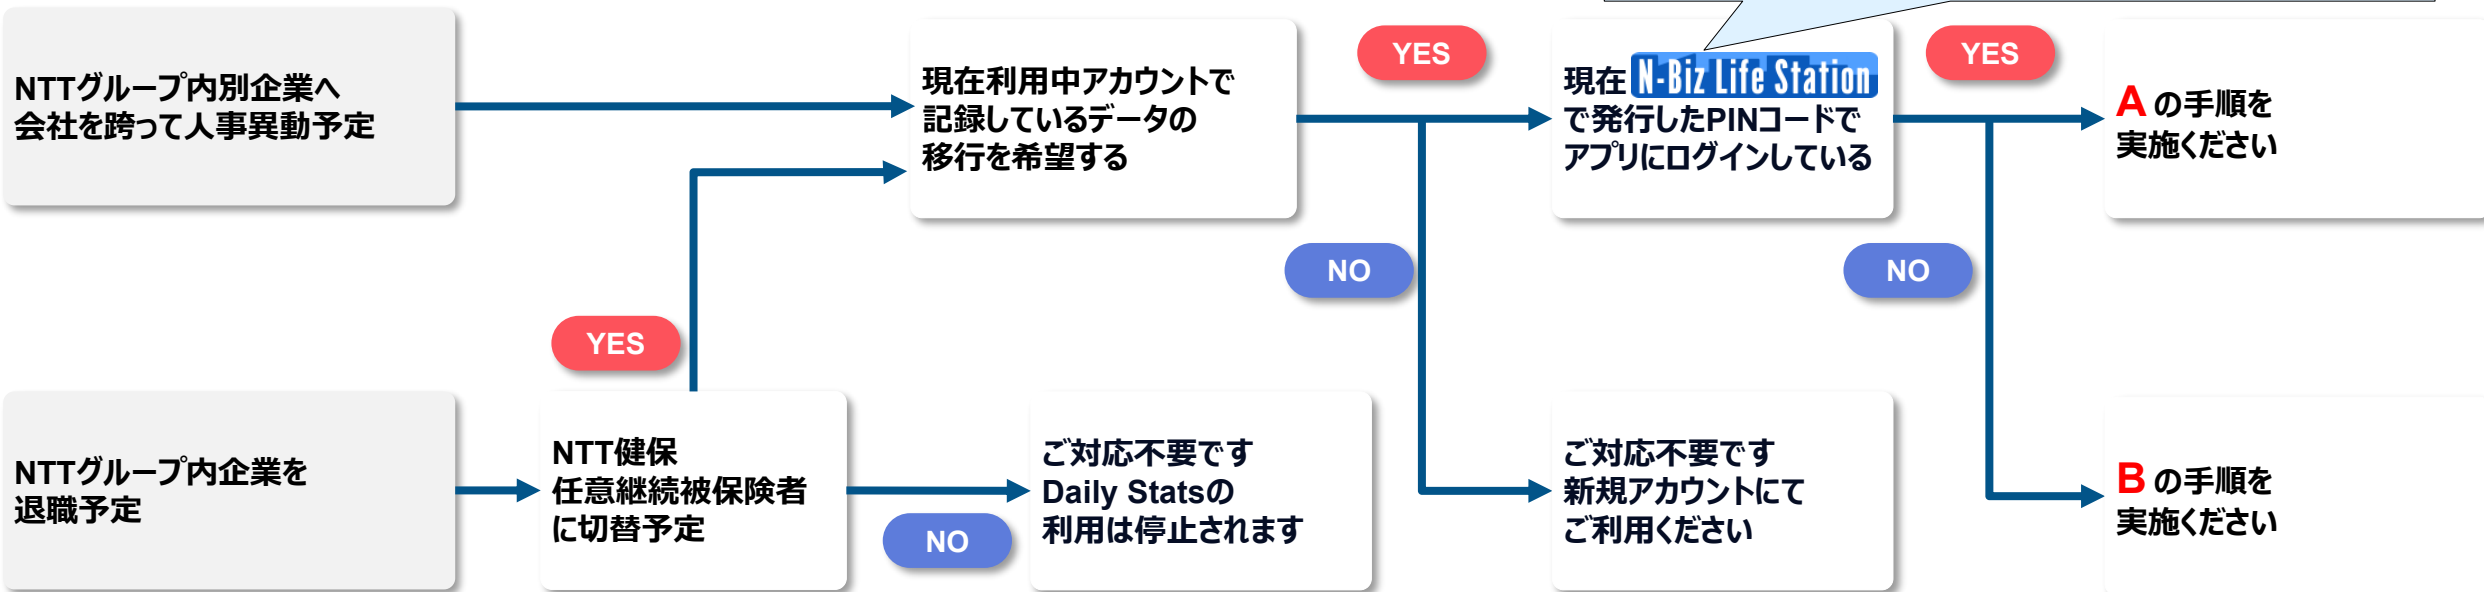 NTTグループ内別企業へ
会社を跨って人事異動予定
現在利用中アカウントで
記録しているデータの
移行を希望する
YES
現在 N-Biz Life Station
で発行したPINコードで
アプリにログインしている
YES
A の手順を
実施ください
NO
NO
YES
NTTグループ内企業を
退職予定
NTT健保
任意継続被保険者
に切替予定
NO
ご対応不要です
Daily Statsの
利用は停止されます
ご対応不要です
新規アカウントにて
ご利用ください
B の手順を
実施ください